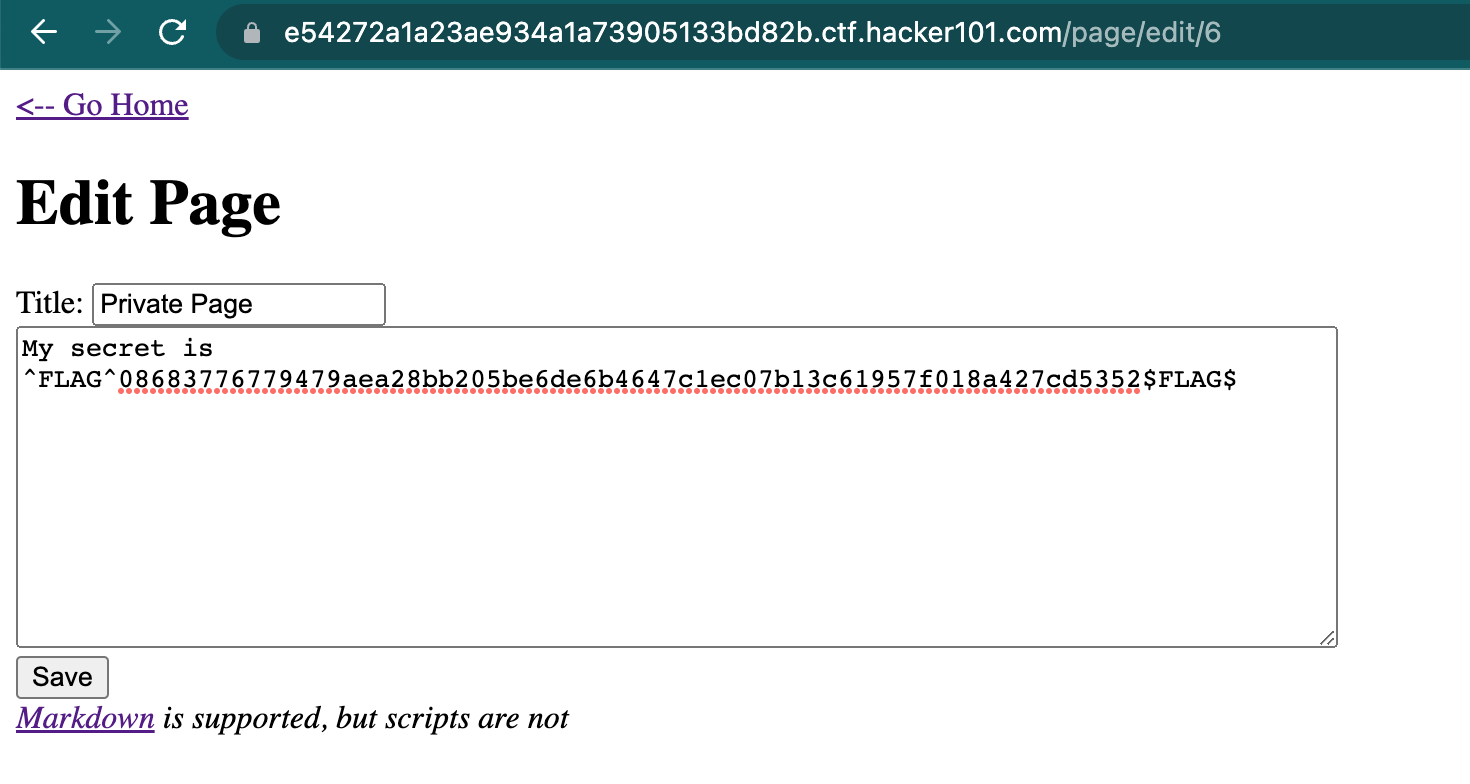 e54272a1a23ae934a1a73905133bd82b.ctf.hacker101.com/page/edit/6
<-- Go Home
Edit Page
Title: Private Page
My secret is
^FLAG^08683776779479aea28bb205be6de6b4647c1ec07b13c61957f018a427cd5352$FLAG$
Save
Markdown is supported, but scripts are not